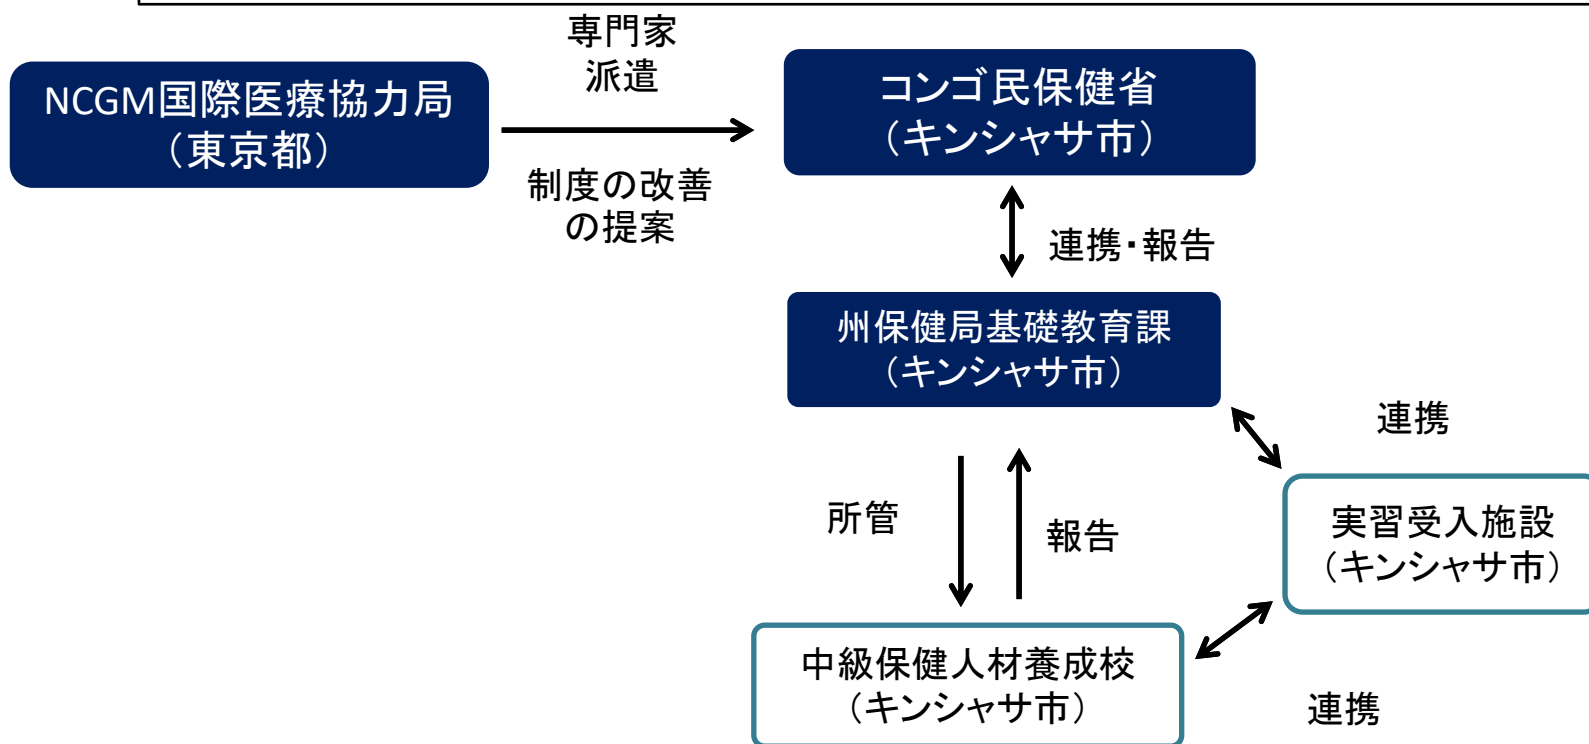 専門家
派遣
NCGM国際医療協力局
（東京都）
コンゴ民保健省
（キンシャサ市）
制度の改善
の提案
連携・報告
州保健局基礎教育課
（キンシャサ市）
連携
所管
報告
実習受入施設
（キンシャサ市）
中級保健人材養成校
（キンシャサ市）
連携